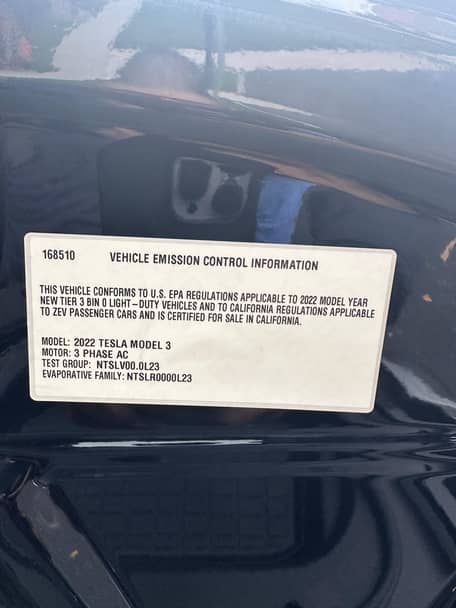 168510 VEHICLE EMISSION CONTROL INFORMATION
THIS VEHICLE CONFORMS TO U.S. EPA REGULATIONS APPLICABLE TO 2022 MODEL YEAR
NEW TIER 3 BIN 0 LIGHT-DUTY VEHICLES AND TO CALIFORNIA REGULATIONS APPLICABLE
TO ZEV PASSENGER CARS AND IS CERTIFIED FOR SALE IN CALIFORNIA.
MODEL: 2022 TESLA MODEL 3
MOTOR: 3 PHASE AC
TEST GROUP: NTSLV00.0L23
EVAPORATIVE FAMILY: NTSLR0000L23